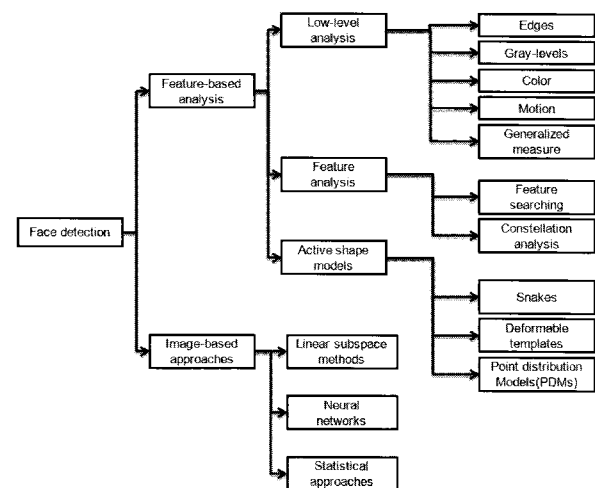 Face detection
Feature-based
analysis
Image-based
approaches
Low-level
analysis
Feature
analysis
Active shape
models
Linear subspace
methods
Neural
networks
Statistical
approaches
Edges
Gray-levels
Color
Motion
Generalized
measure
Feature
searching
Constellation
analysis
Snakes
Deformable
templates
Point distribution
Models(PDMs)